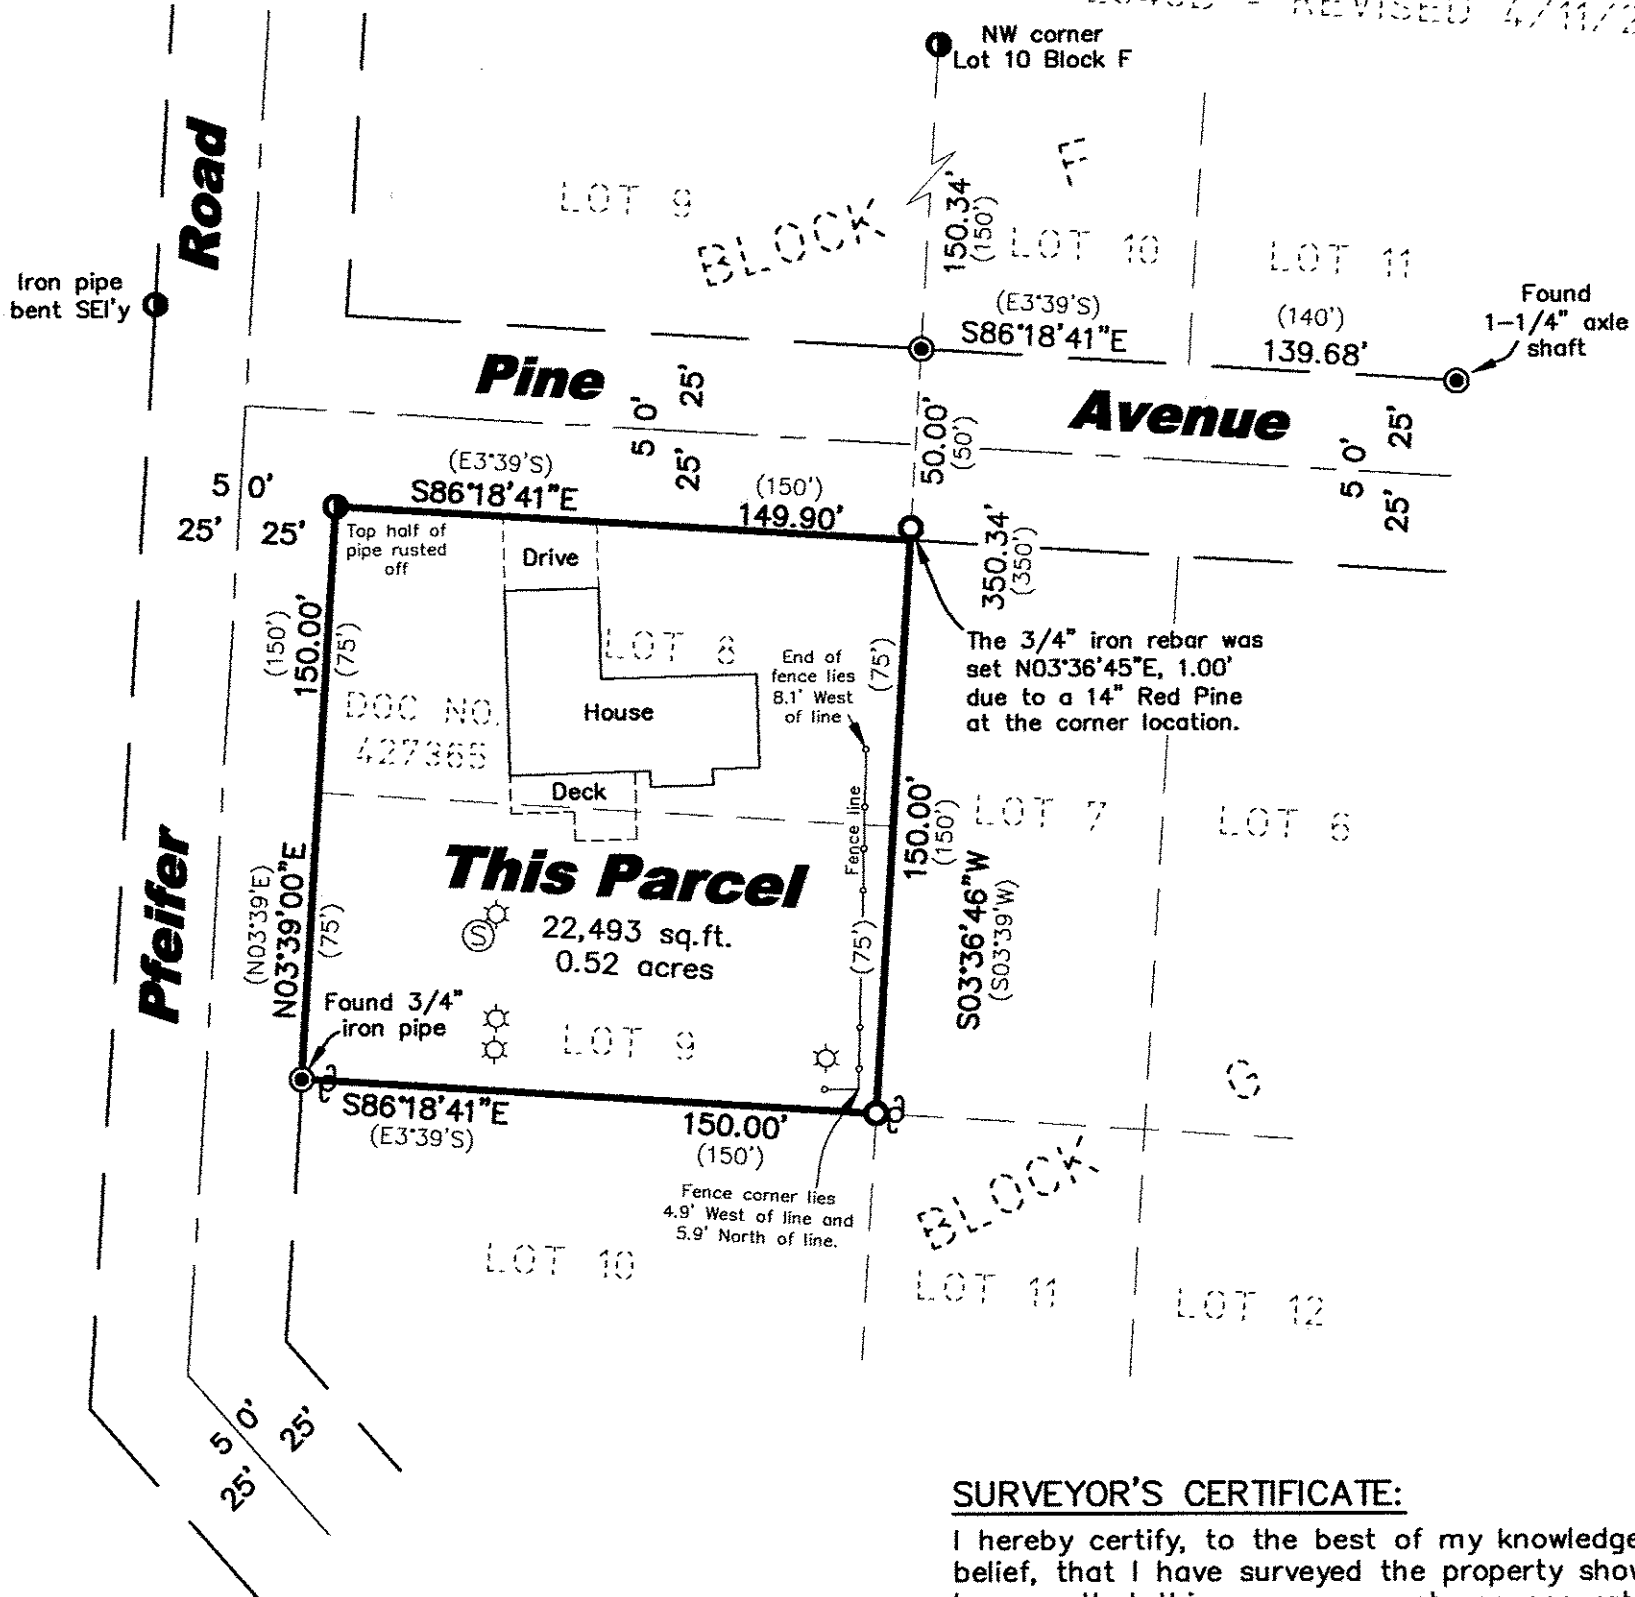 REVISED 4/11/2
NW corner
Lot 10 Block F
Road
LOT 9
BLOCK F
150.34'
(150')
LOT 10
LOT 11
Iron pipe
bent SEl'y
(E3°39'S)
S86°18'41"E
(140')
139.68'
Found
1-1/4" axle
shaft
Pine
Avenue
50'
25'
25'
50.00'
(50')
50'
25'
25'
50'
25'
25'
(E3°39'S)
S86°18'41"E
(150')
149.90'
350.34'
(350')
Top half of
pipe rusted
off
Drive
(150')
150.00'
(75')
LOT 8
DOC NO.
427365
House
Deck
End of
fence lies
8.1' West
of line
(75')
The 3/4" iron rebar was
set N03°36'45"E, 1.00'
due to a 14" Red Pine
at the corner location.
Fence line
150.00'
(150')
LOT 7
LOT 6
Pfeifer
This Parcel
22,493 sq.ft.
0.52 acres
S
(N03°39'E)
N03°39'00"E
(75')
(75')
S03°36'46"W
(S03°39'W)
Found 3/4"
iron pipe
LOT 9
S86°18'41"E
(E3°39'S)
150.00'
(150')
Fence corner lies
4.9' West of line and
5.9' North of line.
BLOCK G
LOT 10
LOT 11
LOT 12
50'
25'
25'
SURVEYOR'S CERTIFICATE:
I hereby certify, to the best of my knowledge
belief, that I have surveyed the property show